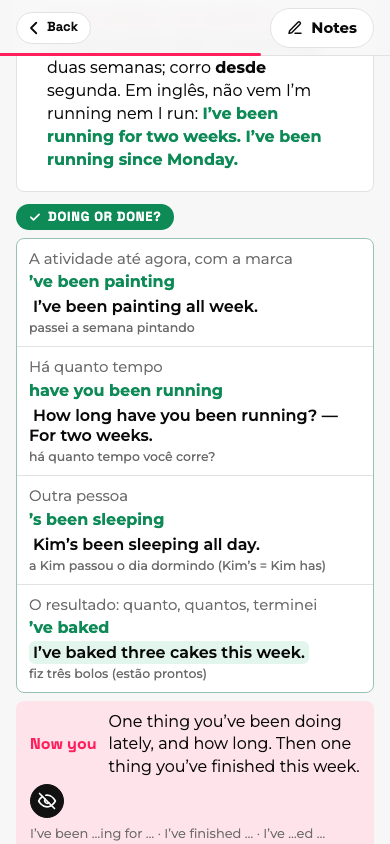 Back
Notes
duas semanas; corro desde
segunda. Em inglês, não vem I’m
running nem I run: I’ve been
running for two weeks. I’ve been
running since Monday.
DOING OR DONE?
A atividade até agora, com a marca
’ve been painting
I’ve been painting all week.
passei a semana pintando
Há quanto tempo
have you been running
How long have you been running? —
For two weeks.
há quanto tempo você corre?
Outra pessoa
’s been sleeping
Kim’s been sleeping all day.
a Kim passou o dia dormindo (Kim’s = Kim has)
O resultado: quanto, quantos, terminei
’ve baked
I’ve baked three cakes this week.
fiz três bolos (estão prontos)
Now you
One thing you’ve been doing
lately, and how long. Then one
thing you’ve finished this week.
I’ve been …ing for … · I’ve finished … · I’ve …ed …